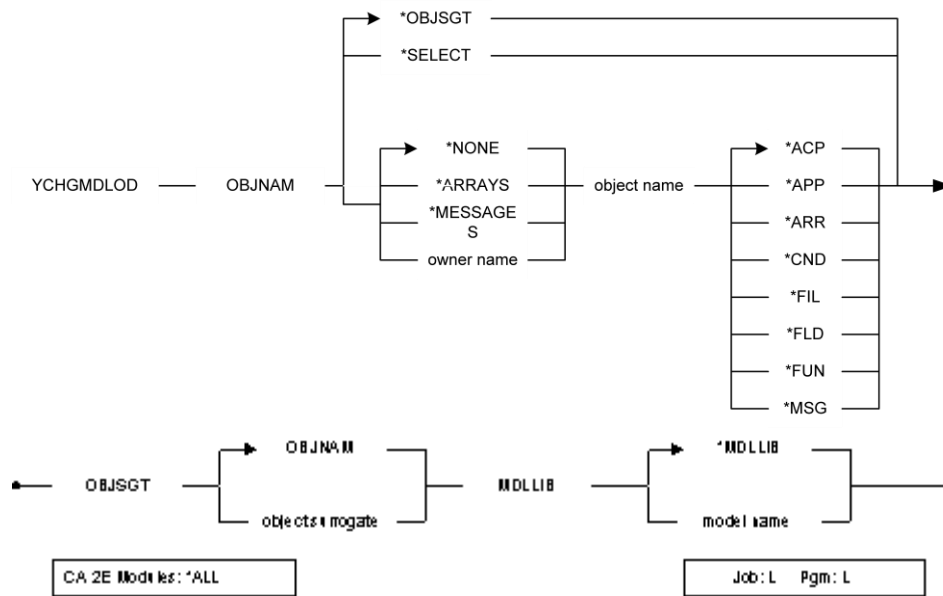 *OBJSGT
*SELECT
YCHGMDLOD
OBJNAM
*NONE
*ARRAYS
*MESSAGE
S
owner name
object name
*ACP
*APP
*ARR
*CND
*FIL
*FLD
*FUN
*MSG
OBJSGT
OBJNAM
object surrogate
MDLLIB
*MDLLIB
model name
CA 2E Modules: *ALL
Job: L Pgm: L